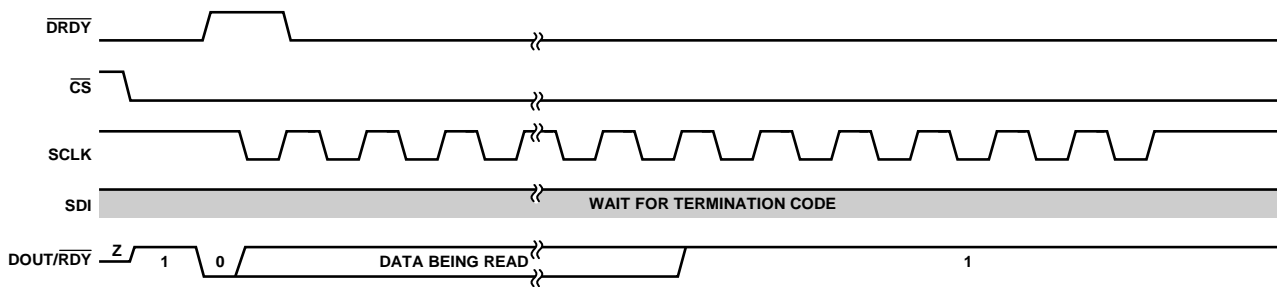 DRDY
CS
SCLK
SDI WAIT FOR TERMINATION CODE
DOUT/RDY Z 1 0 DATA BEING READ 1